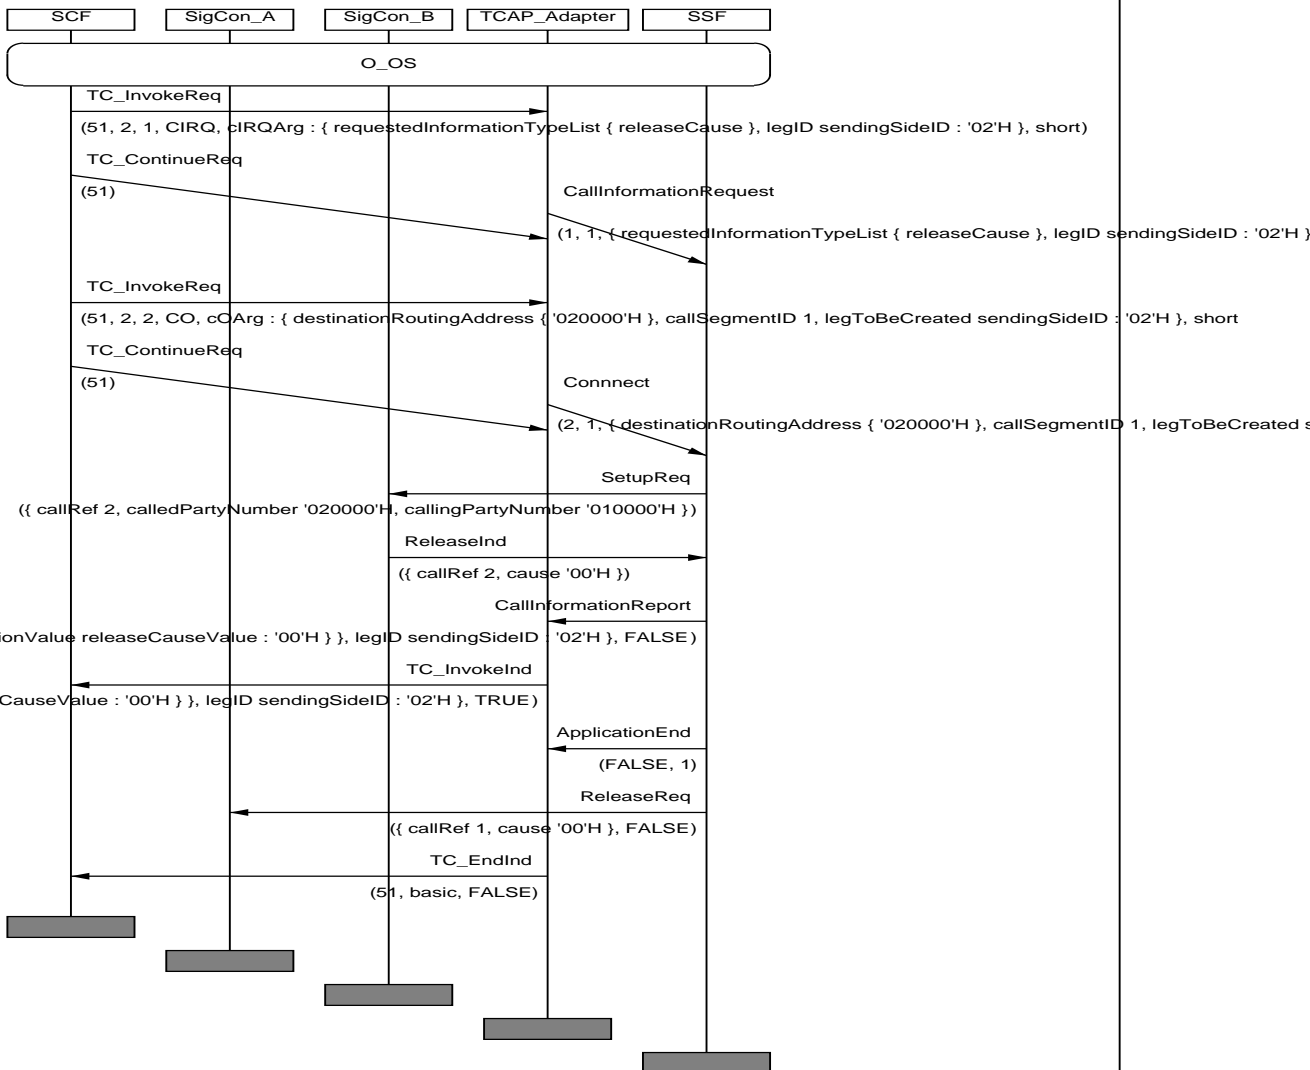 SCF SigCon_A SigCon_B TCAP_Adapter SSF
O_OS
TC_InvokeReq
(51, 2, 1, CIRQ, cIRQArg : { requestedInformationTypeList { releaseCause }, legID sendingSideID : '02'H }, short)
TC_ContinueReq
(51)
CallInformationRequest
(1, 1, { requestedInformationTypeList { releaseCause }, legID sendingSideID : '02'H }
TC_InvokeReq
(51, 2, 2, CO, cOArg : { destinationRoutingAddress { '020000'H }, callSegmentID 1, legToBeCreated sendingSideID : '02'H }, short
TC_ContinueReq
(51)
Connnect
(2, 1, { destinationRoutingAddress { '020000'H }, callSegmentID 1, legToBeCreated s
SetupReq
({ callRef 2, calledPartyNumber '020000'H, callingPartyNumber '010000'H })
ReleaseInd
({ callRef 2, cause '00'H })
CallInformationReport
ionValue releaseCauseValue : '00'H } }, legID sendingSideID : '02'H }, FALSE)
TC_InvokeInd
CauseValue : '00'H } }, legID sendingSideID : '02'H }, TRUE)
ApplicationEnd
(FALSE, 1)
ReleaseReq
({ callRef 1, cause '00'H }, FALSE)
TC_EndInd
(51, basic, FALSE)